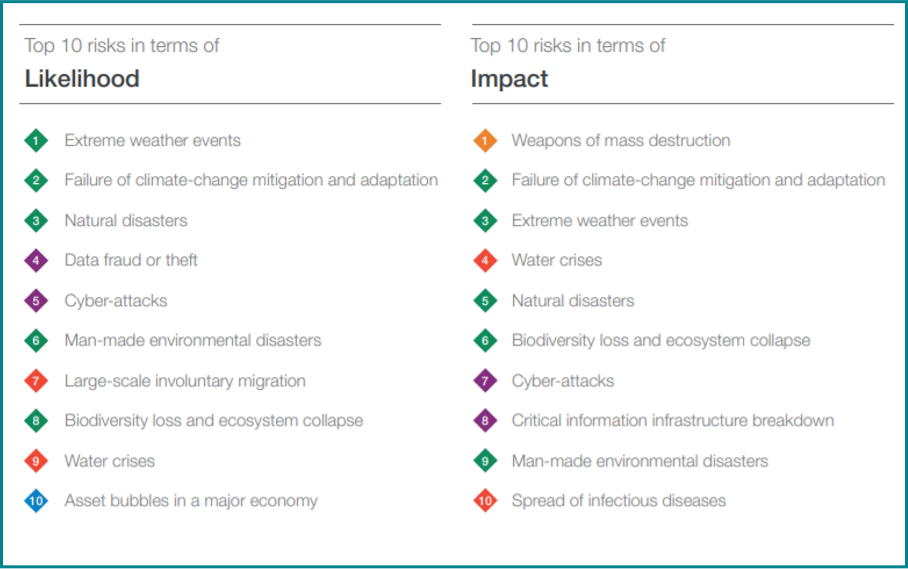 Top 10 risks in terms of
Likelihood
1 Extreme weather events
2 Failure of climate-change mitigation and adaptation
3 Natural disasters
4 Data fraud or theft
5 Cyber-attacks
6 Man-made environmental disasters
7 Large-scale involuntary migration
8 Biodiversity loss and ecosystem collapse
9 Water crises
10 Asset bubbles in a major economy
Top 10 risks in terms of
Impact
1 Weapons of mass destruction
2 Failure of climate-change mitigation and adaptation
3 Extreme weather events
4 Water crises
5 Natural disasters
6 Biodiversity loss and ecosystem collapse
7 Cyber-attacks
8 Critical information infrastructure breakdown
9 Man-made environmental disasters
10 Spread of infectious diseases